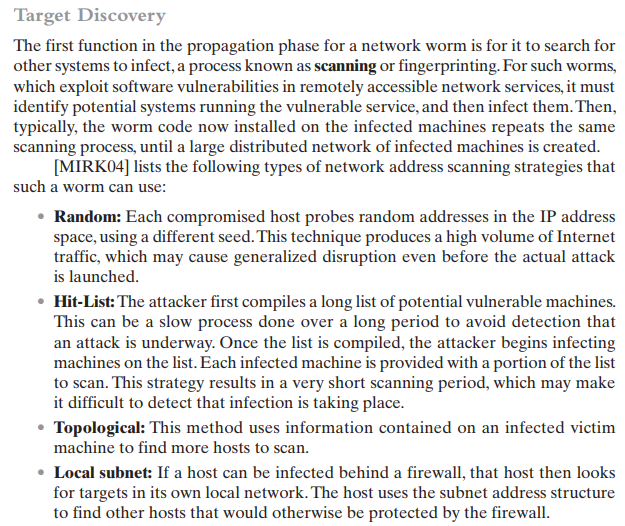 Target Discovery
The first function in the propagation phase for a network worm is for it to search for
other systems to infect, a process known as scanning or fingerprinting. For such worms,
which exploit software vulnerabilities in remotely accessible network services, it must
identify potential systems running the vulnerable service, and then infect them. Then,
typically, the worm code now installed on the infected machines repeats the same
scanning process, until a large distributed network of infected machines is created.
[MIRK04] lists the following types of network address scanning strategies that
such a worm can use:
• Random: Each compromised host probes random addresses in the IP address
space, using a different seed. This technique produces a high volume of Internet
traffic, which may cause generalized disruption even before the actual attack
is launched.
• Hit-List: The attacker first compiles a long list of potential vulnerable machines.
This can be a slow process done over a long period to avoid detection that
an attack is underway. Once the list is compiled, the attacker begins infecting
machines on the list. Each infected machine is provided with a portion of the list
to scan. This strategy results in a very short scanning period, which may make
it difficult to detect that infection is taking place.
• Topological: This method uses information contained on an infected victim
machine to find more hosts to scan.
• Local subnet: If a host can be infected behind a firewall, that host then looks
for targets in its own local network. The host uses the subnet address structure
to find other hosts that would otherwise be protected by the firewall.